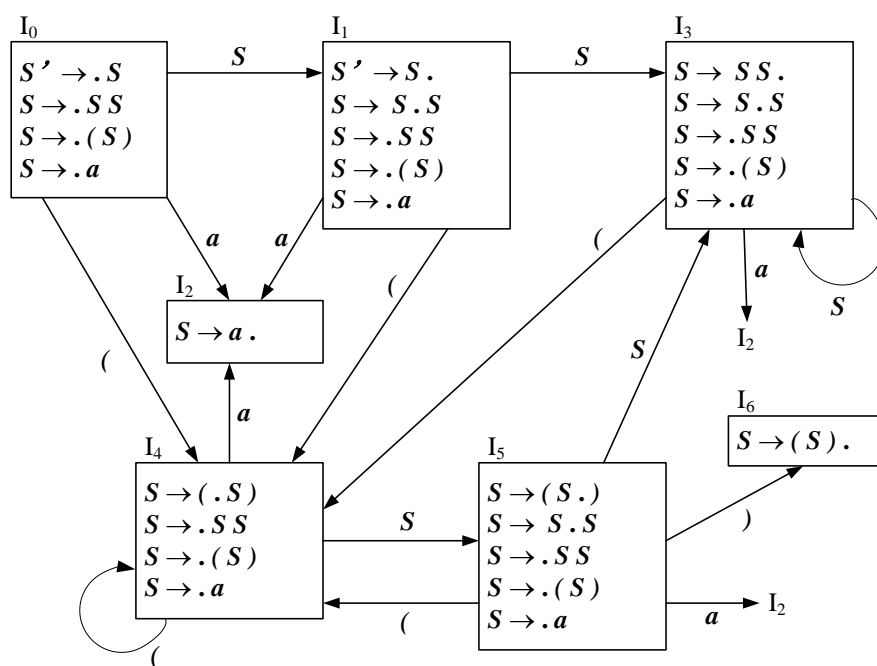 I₀
S' → . S
S → . S S
S → . ( S )
S → . a
S
I₁
S' → S .
S → S . S
S → . S S
S → . ( S )
S → . a
S
I₃
S → S S .
S → S . S
S → . S S
S → . ( S )
S → . a
a
a
(
(
(
a
S
I₂
S → a .
I₂
S
a
I₆
S → ( S ) .
I₄
S → ( . S )
S → . S S
S → . ( S )
S → . a
(
S
(
I₅
S → ( S . )
S → S . S
S → . S S
S → . ( S )
S → . a
)
a
I₂